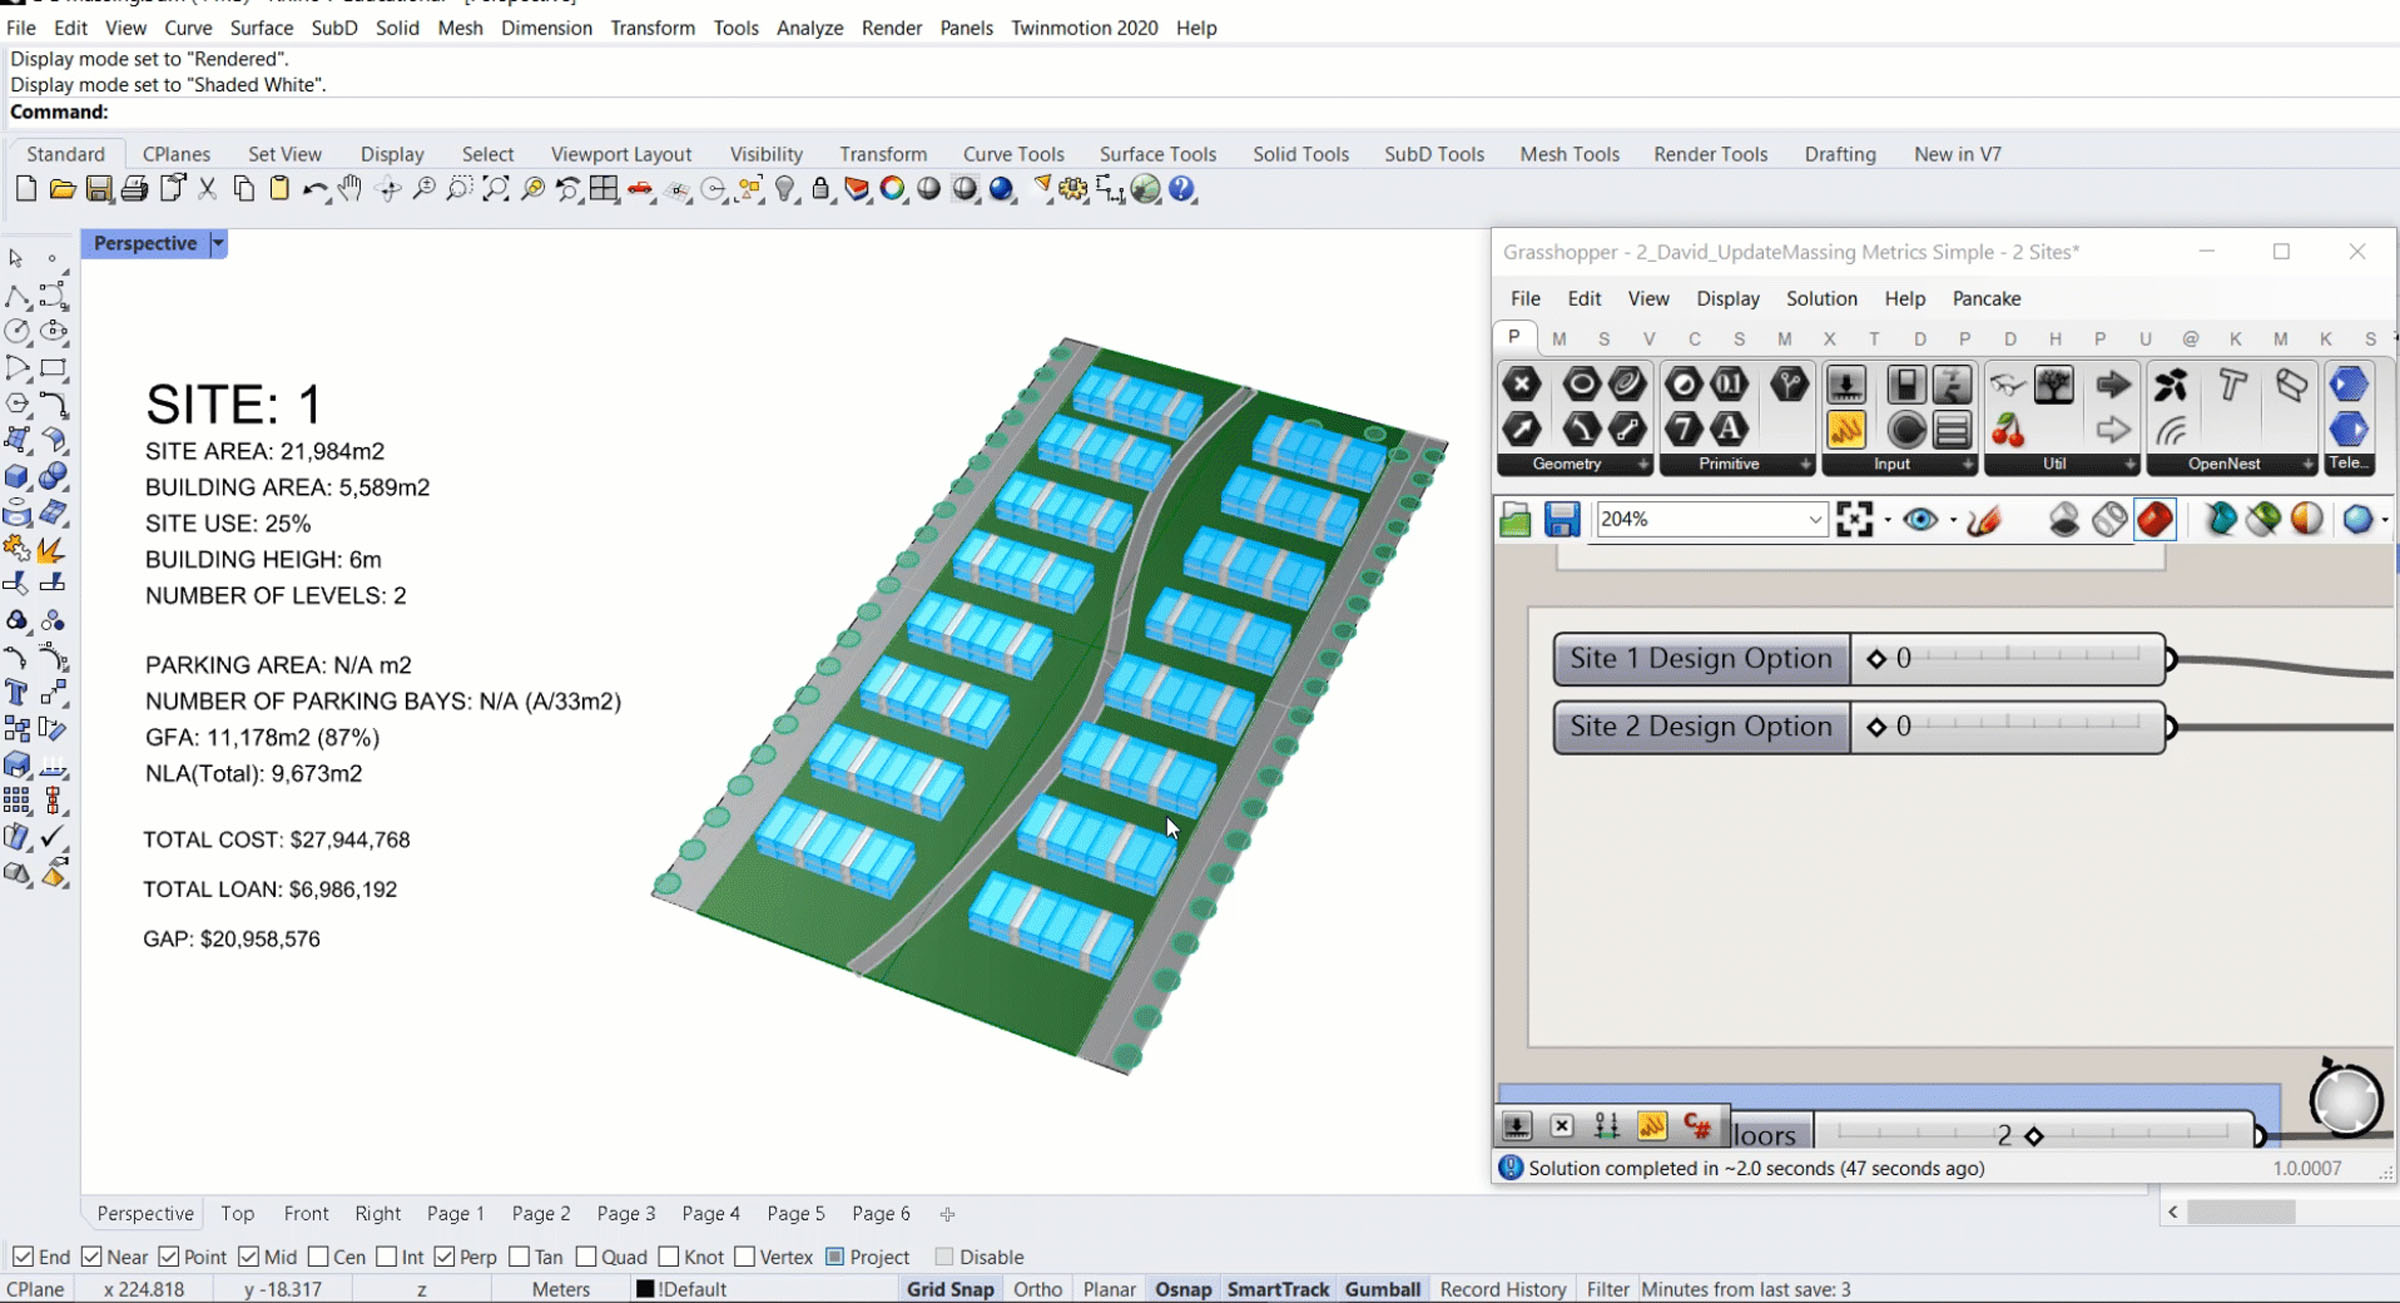 File Edit View Curve Surface SubD Solid Mesh Dimension Transform Tools Analyze Render Panels Twinmotion 2020 Help
Display mode set to "Rendered".
Display mode set to "Shaded White".
Command:
Standard CPlanes Set View Display Select Viewport Layout Visibility Transform Curve Tools Surface Tools Solid Tools SubD Tools Mesh Tools Render Tools Drafting New in V7
Perspective
SITE: 1
SITE AREA: 21,984m2
BUILDING AREA: 5,589m2
SITE USE: 25%
BUILDING HEIGH: 6m
NUMBER OF LEVELS: 2
PARKING AREA: N/A m2
NUMBER OF PARKING BAYS: N/A (A/33m2)
GFA: 11,178m2 (87%)
NLA(Total): 9,673m2
TOTAL COST: $27,944,768
TOTAL LOAN: $6,986,192
GAP: $20,958,576
Grasshopper - 2_David_UpdateMassing Metrics Simple - 2 Sites*
File Edit View Display Solution Help Pancake
P M S V C S M X T D P D H P U @ K M K S
Geometry Primitive Input Util OpenNest Tele...
204%
Site 1 Design Option 0
Site 2 Design Option 0
loors 2
Solution completed in ~2.0 seconds (47 seconds ago) 1.0.0007
Perspective Top Front Right Page 1 Page 2 Page 3 Page 4 Page 5 Page 6
End Near Point Mid Cen Int Perp Tan Quad Knot Vertex Project Disable
CPlane x 224.818 y -18.317 z Meters !Default Grid Snap Ortho Planar Osnap SmartTrack Gumball Record History Filter Minutes from last save: 3